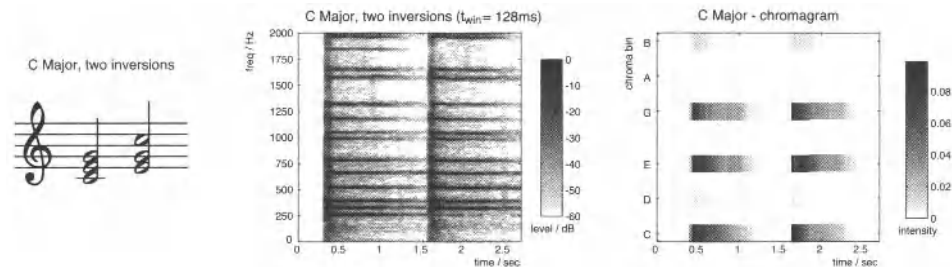 C Major, two inversions
C Major, two inversions (t_win = 128ms)
freq / Hz
2000
1750
1500
1250
1000
750
500
250
0
0 0.5 1 1.5 2 2.5
time / sec
0
-10
-20
-30
-40
-50
-60
level / dB
C Major - chromagram
chroma bin
B
A
G
E
D
C
0 0.5 1 1.5 2 2.5
time / sec
0.08
0.06
0.04
0.02
0
intensity